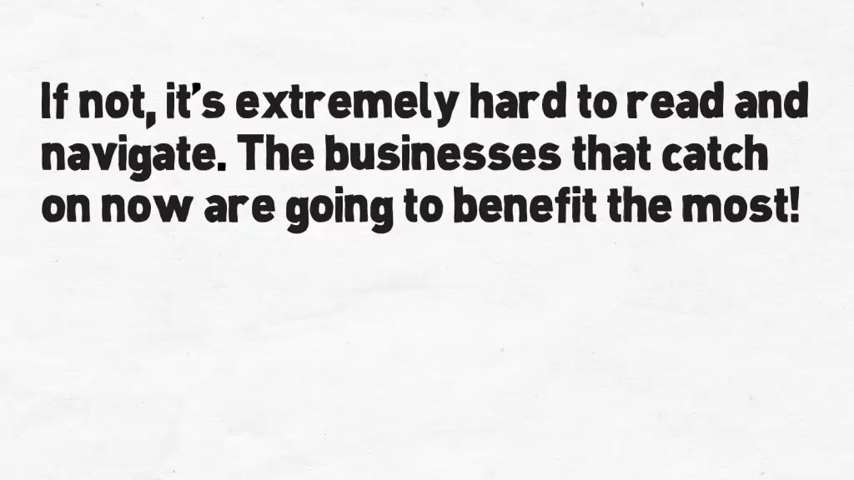 If not, it's extremely hard to read and
navigate. The businesses that catch
on now are going to benefit the most!